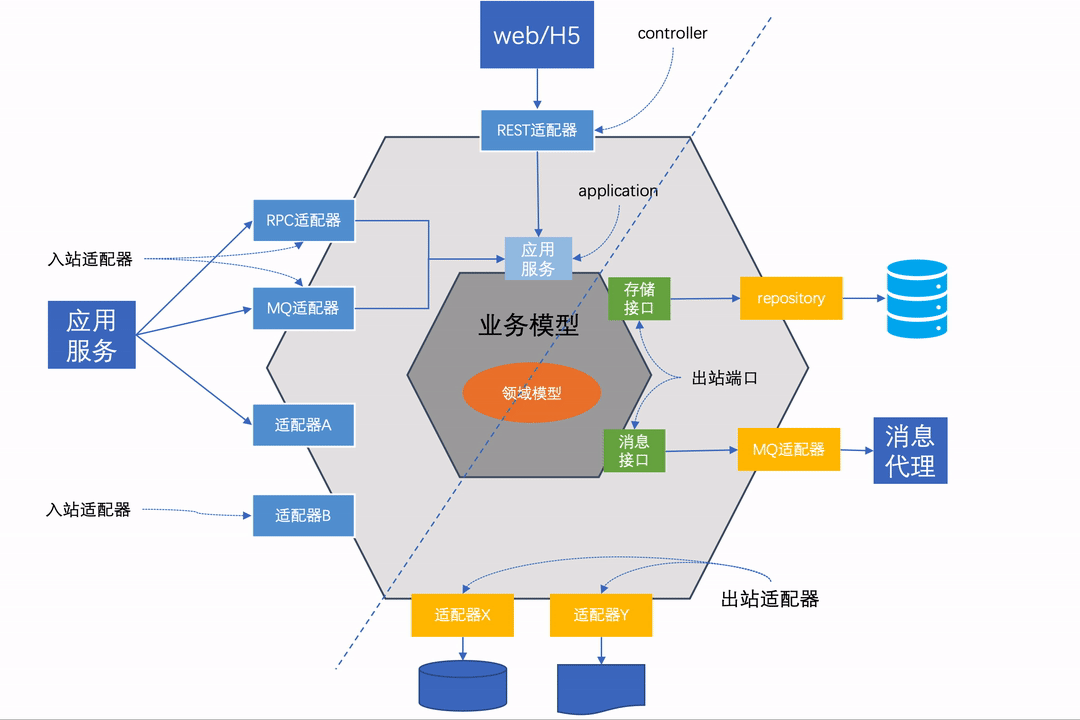 web/H5
controller
REST适配器
application
RPC适配器
应用
服务
入站适配器
存储
接口
repository
MQ适配器
应用
服务
业务模型
出站端口
领域模型
适配器A
消息
接口
MQ适配器
消息
代理
入站适配器
适配器B
出站适配器
适配器X
适配器Y